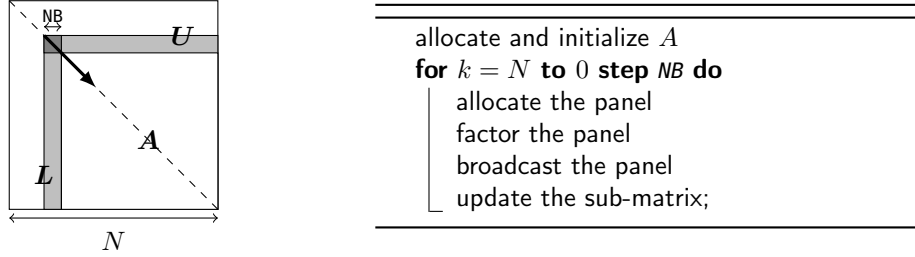 NB
U
A
L
N
allocate and initialize A
for k = N to 0 step NB do
allocate the panel
factor the panel
broadcast the panel
update the sub-matrix;